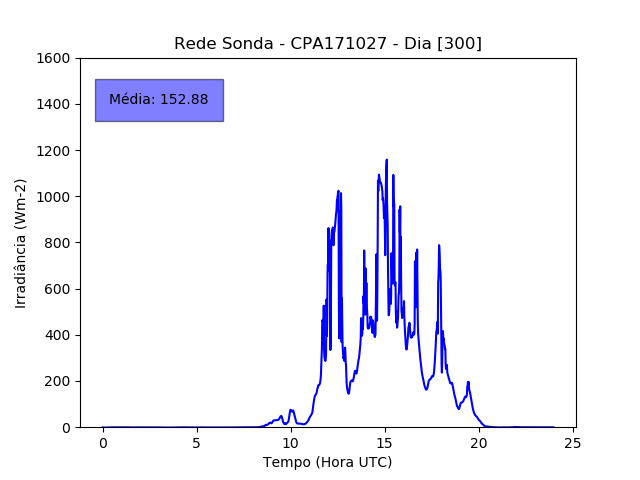 Rede Sonda - CPA171027 - Dia [300]
1600
1400
1200
1000
800
600
400
200
0
Média: 152.88
Irradiância (Wm-2)
0 5 10 15 20 25
Tempo (Hora UTC)